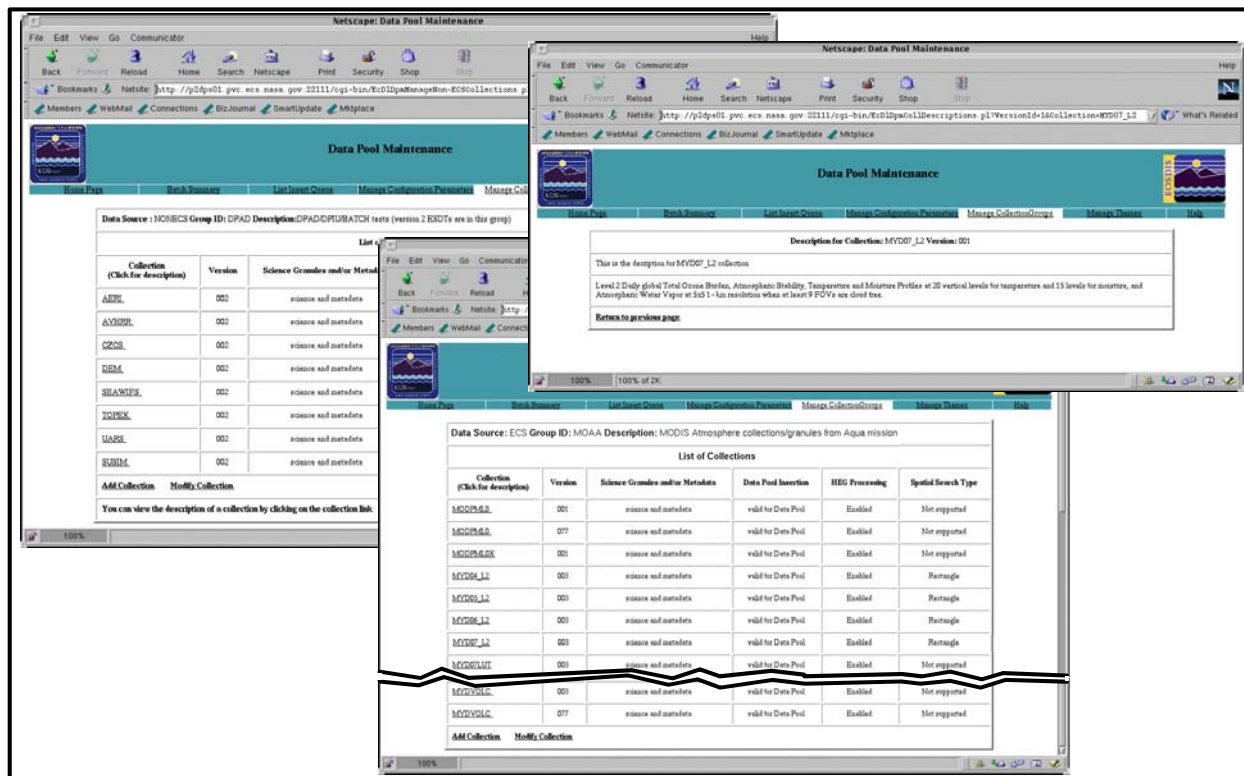 Netscape: Data Pool Maintenance
File Edit View Go Communicator Help
Back Forward Reload Home Search Netscape Print Security Shop Stop
Bookmarks Netsite: http://p2dps01.pvc.ecs.nasa.gov:22111/cgi-bin/EcDlDpmManageNon-ECSCollections.p
Members WebMail Connections BizJournal SmartUpdate Mktplace
Data Pool Maintenance
Home Page Batch Summary List Insert Queue Manage Configuration Parameters Manage Coll
Data Source : NONECS Group ID: DPAD Description:DPAD/DPIU/BATCH tests (version 2 ESDTs are in this group)
List o
Collection (Click for description) Version Science Granules and/or Metad
AERI 002 science and metadata
AVHRR 002 science and metadata
CZCS 002 science and metadata
DEM 002 science and metadata
SEAWIFS 002 science and metadata
TOPEX 002 science and metadata
UARS 002 science and metadata
SUSIM 002 science and metadata
Add Collection Modify Collection
You can view the description of a collection by clicking on the collection link
100%
Netscape: Data Pool Maintenance
File Edit View Go Communicator Help
Back Forward Reload Home Search Netscape Print Security Shop Stop
Bookmarks Netsite: http://p2dps01.pvc.ecs.nasa.gov:22111/cgi-bin/EcDlDpmCollDescriptions.pl?VersionId=1&Collection=MYD07_L2 What's Related
Members WebMail Connections BizJournal SmartUpdate Mktplace
Data Pool Maintenance
EOSDIS
Home Page Batch Summary List Insert Queue Manage Configuration Parameters Manage CollectionGroups Manage Themes Help
Description for Collection: MYD07_L2 Version: 001
This is the desription for MYD07_L2 collection
Level 2 Daily global Total Ozone Burden, Atmospheric Stability, Temperature and Moisture Profiles at 20 vertical levels for temperature and 15 levels for moisture, and
Atmospheric Water Vapor at 5x5 1-km resolution when at least 9 FOVs are cloud free.
Return to previous page
100% 100% of 2K
File Edit View Go Communicator
Back Forward Reload Home
Bookmarks Netsite: http:/
Members WebMail Connect
Home Page Batch Summary List Insert Queue Manage Configuration Parameters Manage CollectionGroups Manage Themes Help
Data Source: ECS Group ID: MOAA Description: MODIS Atmosphere collections/granules from Aqua mission
List of Collections
Collection (Click for description) Version Science Granules and/or Metadata Data Pool Insertion HEG Processing Spatial Search Type
MODPML0 001 science and metadata valid for Data Pool Enabled Not supported
MODPML0 077 science and metadata valid for Data Pool Enabled Not supported
MODPML0X 001 science and metadata valid for Data Pool Enabled Not supported
MYD04_L2 003 science and metadata valid for Data Pool Enabled Rectangle
MYD05_L2 003 science and metadata valid for Data Pool Enabled Rectangle
MYD06_L2 003 science and metadata valid for Data Pool Enabled Rectangle
MYD07_L2 003 science and metadata valid for Data Pool Enabled Rectangle
MYD07LUT 003 science and metadata valid for Data Pool Enabled Not supported
MYDVOLC 003 science and metadata valid for Data Pool Enabled Not supported
MYDVOLC 077 science and metadata valid for Data Pool Enabled Not supported
Add Collection Modify Collection
100%